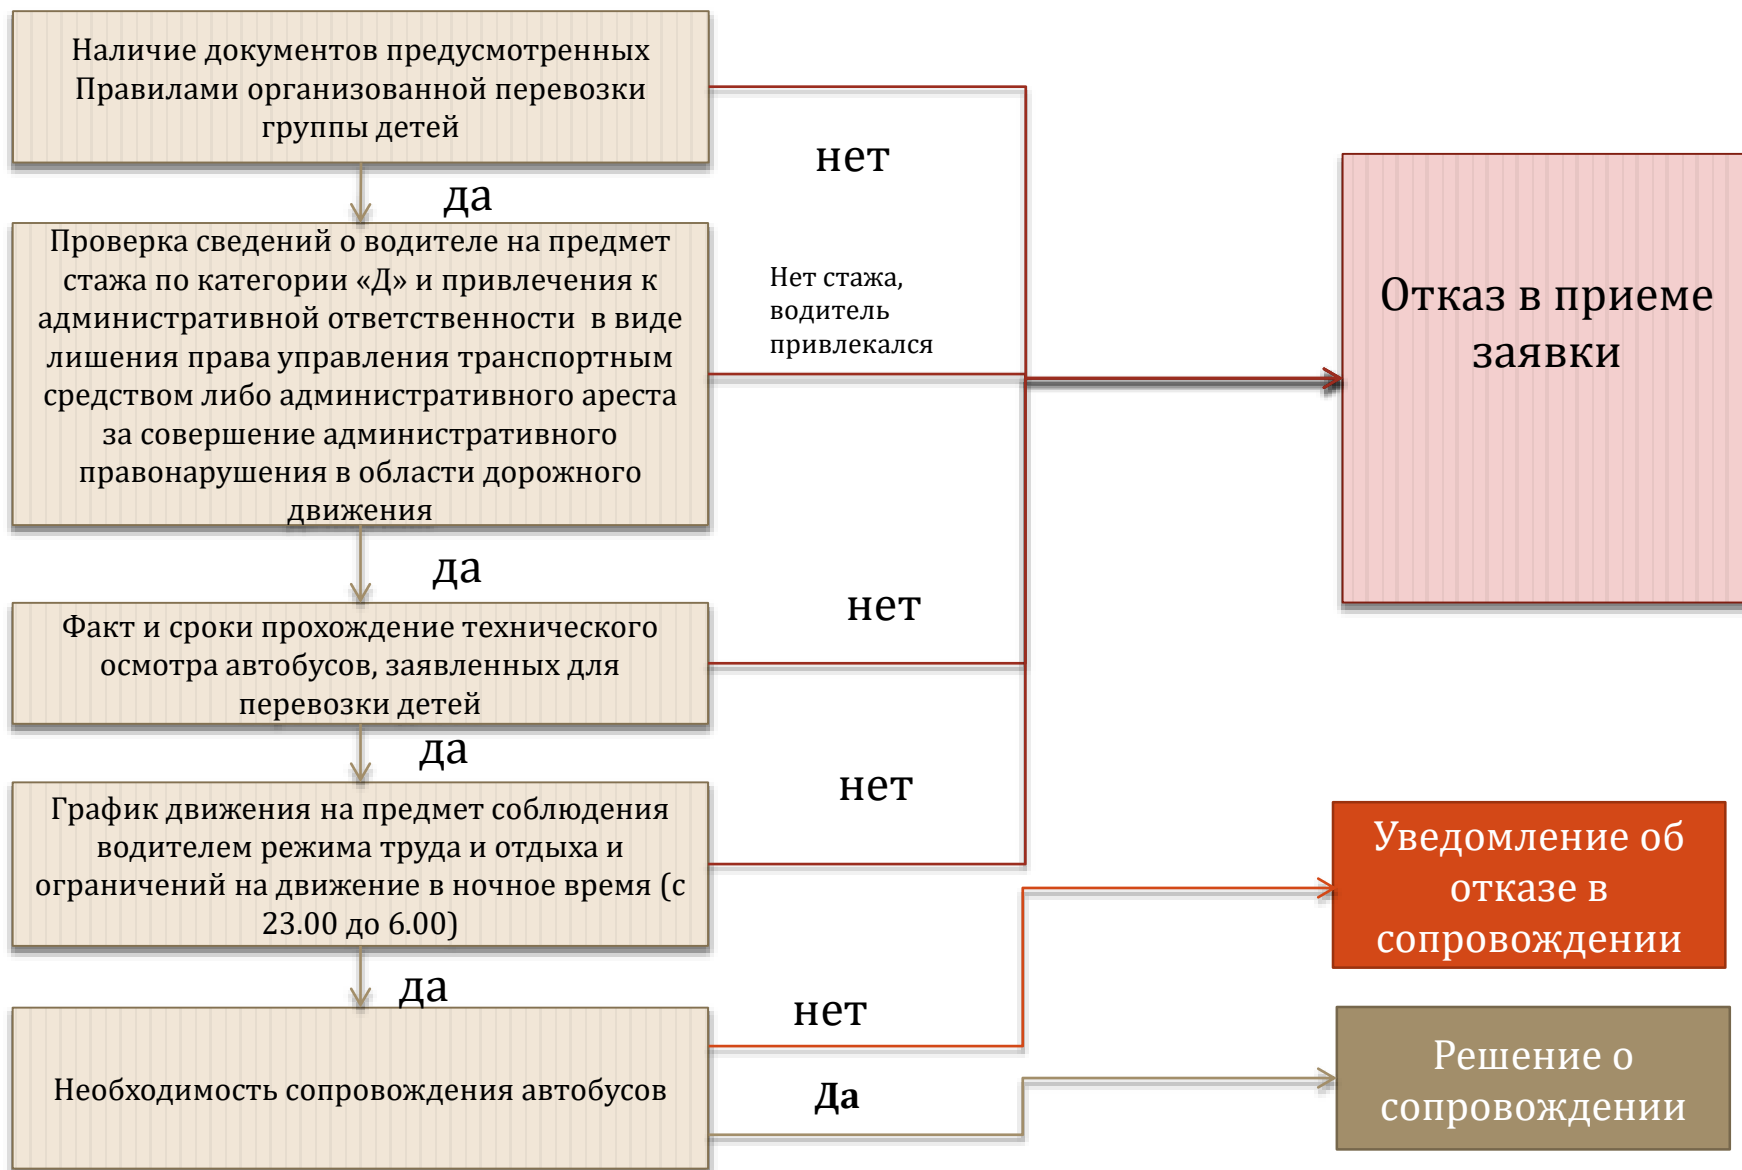 Наличие документов предусмотренных
Правилами организованной перевозки
группы детей
нет
да
Проверка сведений о водителе на предмет
стажа по категории «Д» и привлечения к
административной ответственности в виде
лишения права управления транспортным
средством либо административного ареста
за совершение административного
правонарушения в области дорожного
движения
Нет стажа,
водитель
привлекался
Отказ в приеме
заявки
да
нет
Факт и сроки прохождение технического
осмотра автобусов, заявленных для
перевозки детей
да
нет
График движения на предмет соблюдения
водителем режима труда и отдыха и
ограничений на движение в ночное время (с
23.00 до 6.00)
Уведомление об
отказе в
сопровождении
да
нет
Необходимость сопровождения автобусов
Да
Решение о
сопровождении